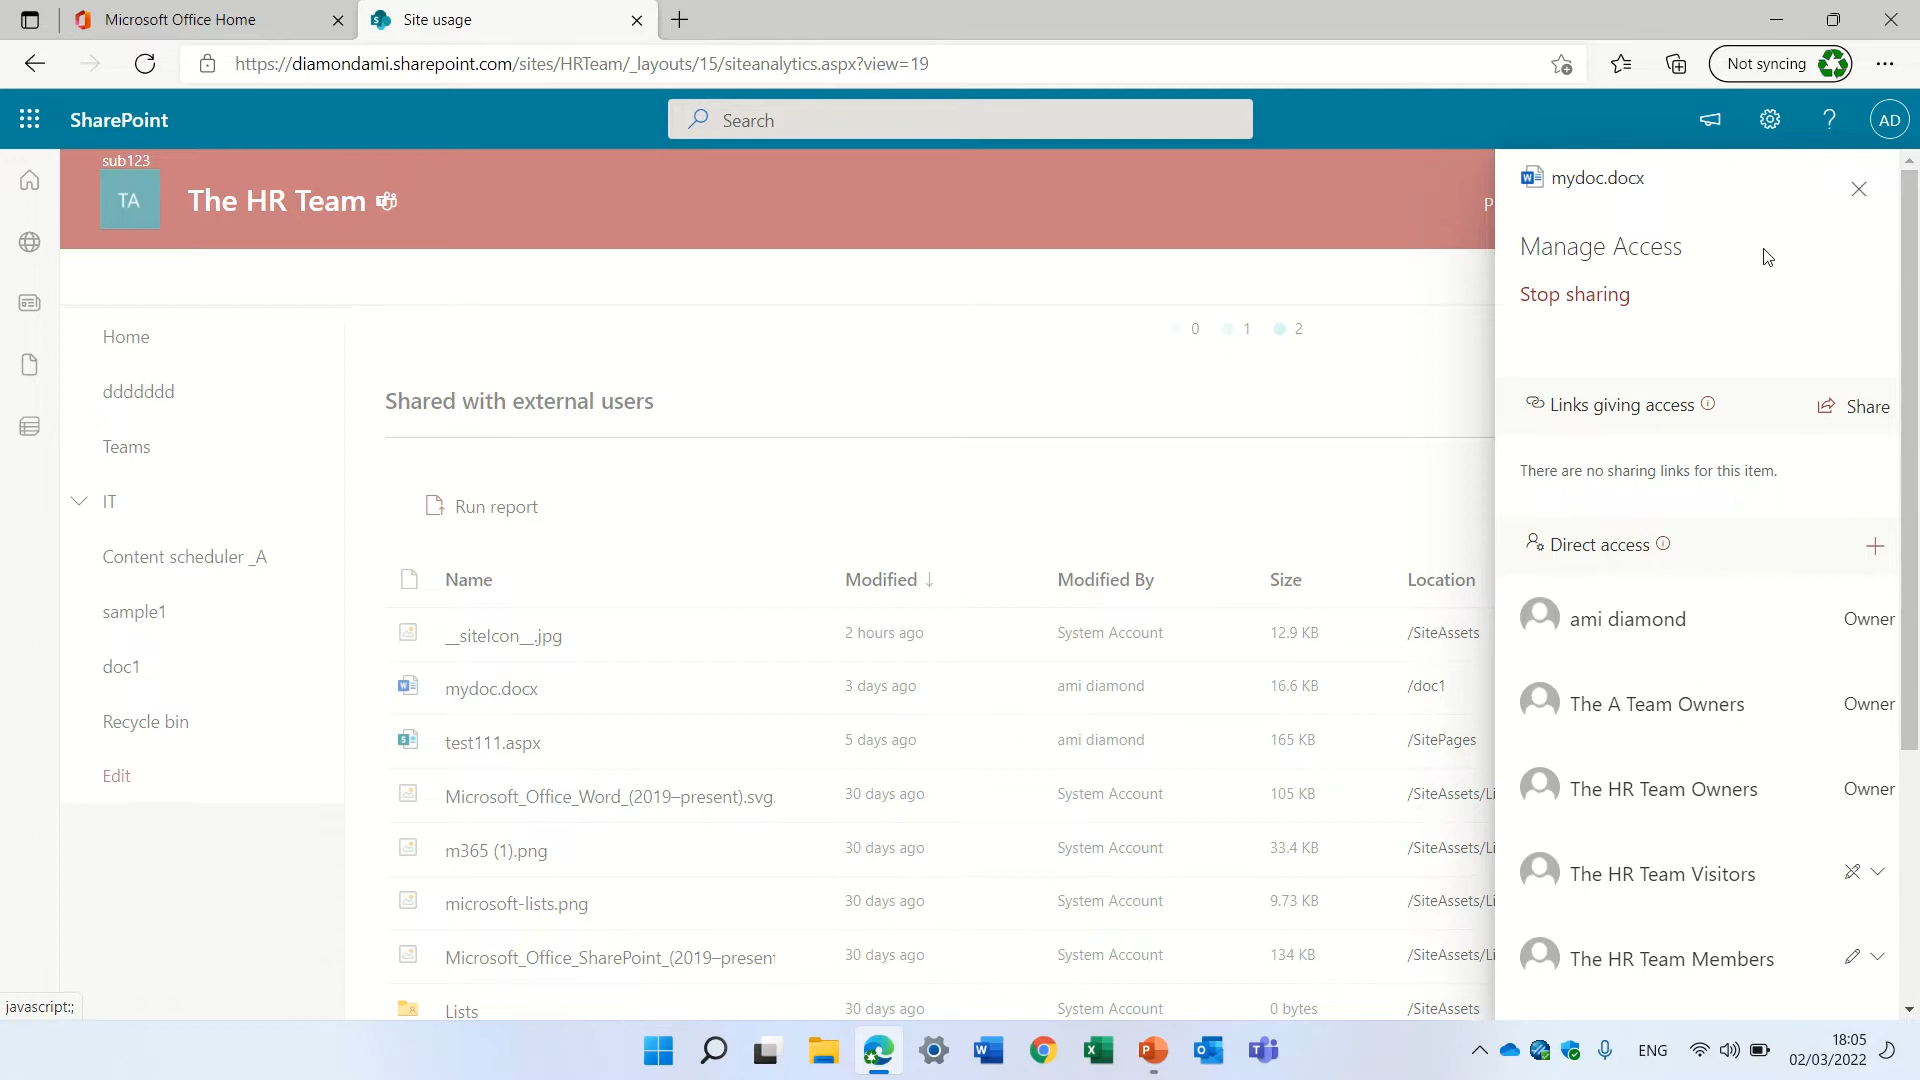 Microsoft Office Home
Site usage
https://diamondami.sharepoint.com/sites/HRTeam/_layouts/15/siteanalytics.aspx?view=19
Not syncing
SharePoint
Search
AD
sub123
TA
The HR Team
P
Home
ddddddd
Teams
IT
Content scheduler _A
sample1
doc1
Recycle bin
Edit
0 1 2
Shared with external users
Run report
Name Modified ↓ Modified By Size Location
__siteIcon__.jpg 2 hours ago System Account 12.9 KB /SiteAssets
mydoc.docx 3 days ago ami diamond 16.6 KB /doc1
test111.aspx 5 days ago ami diamond 165 KB /SitePages
Microsoft_Office_Word_(2019–present).svg. 30 days ago System Account 105 KB /SiteAssets/Li
m365 (1).png 30 days ago System Account 33.4 KB /SiteAssets/Li
microsoft-lists.png 30 days ago System Account 9.73 KB /SiteAssets/Li
Microsoft_Office_SharePoint_(2019–present 30 days ago System Account 134 KB /SiteAssets/Li
Lists 30 days ago System Account 0 bytes /SiteAssets
mydoc.docx
Manage Access
Stop sharing
Links giving access
Share
There are no sharing links for this item.
Direct access
ami diamond Owner
The A Team Owners Owner
The HR Team Owners Owner
The HR Team Visitors
The HR Team Members
javascript:;
ENG
18:05
02/03/2022